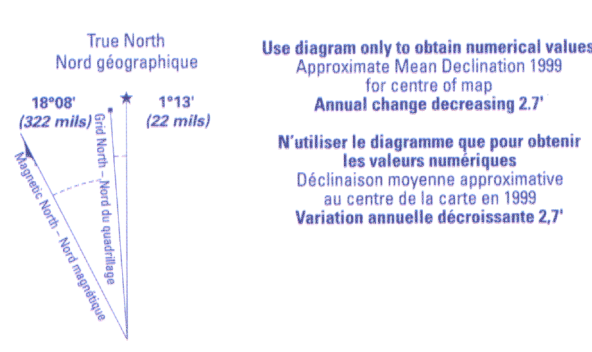 True North
Nord géographique
18°08'
(322 mils)
1°13'
(22 mils)
Grid North – Nord du quadrillage
Magnetic North – Nord magnétique
Use diagram only to obtain numerical values
Approximate Mean Declination 1999
for centre of map
Annual change decreasing 2.7'
N'utiliser le diagramme que pour obtenir
les valeurs numériques
Déclinaison moyenne approximative
au centre de la carte en 1999
Variation annuelle décroissante 2,7'